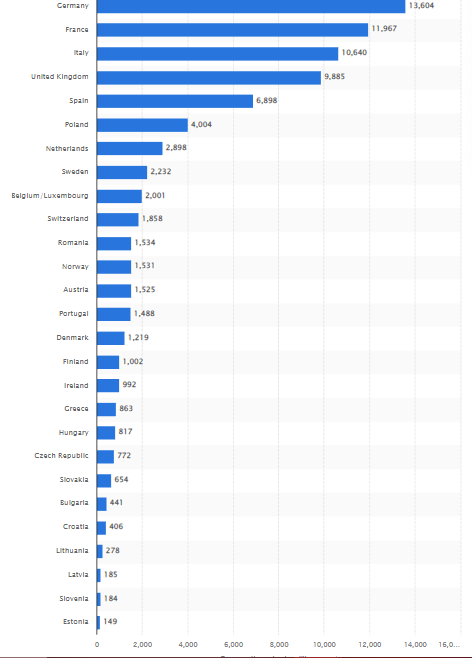 Germany 13,604
France 11,967
Italy 10,640
United Kingdom 9,885
Spain 6,898
Poland 4,004
Netherlands 2,898
Sweden 2,232
Belgium/Luxembourg 2,001
Switzerland 1,858
Romania 1,534
Norway 1,531
Austria 1,525
Portugal 1,488
Denmark 1,219
Finland 1,002
Ireland 992
Greece 863
Hungary 817
Czech Republic 772
Slovakia 654
Bulgaria 441
Croatia 406
Lithuania 278
Latvia 185
Slovenia 184
Estonia 149
0 2,000 4,000 6,000 8,000 10,000 12,000 14,000 16,0...